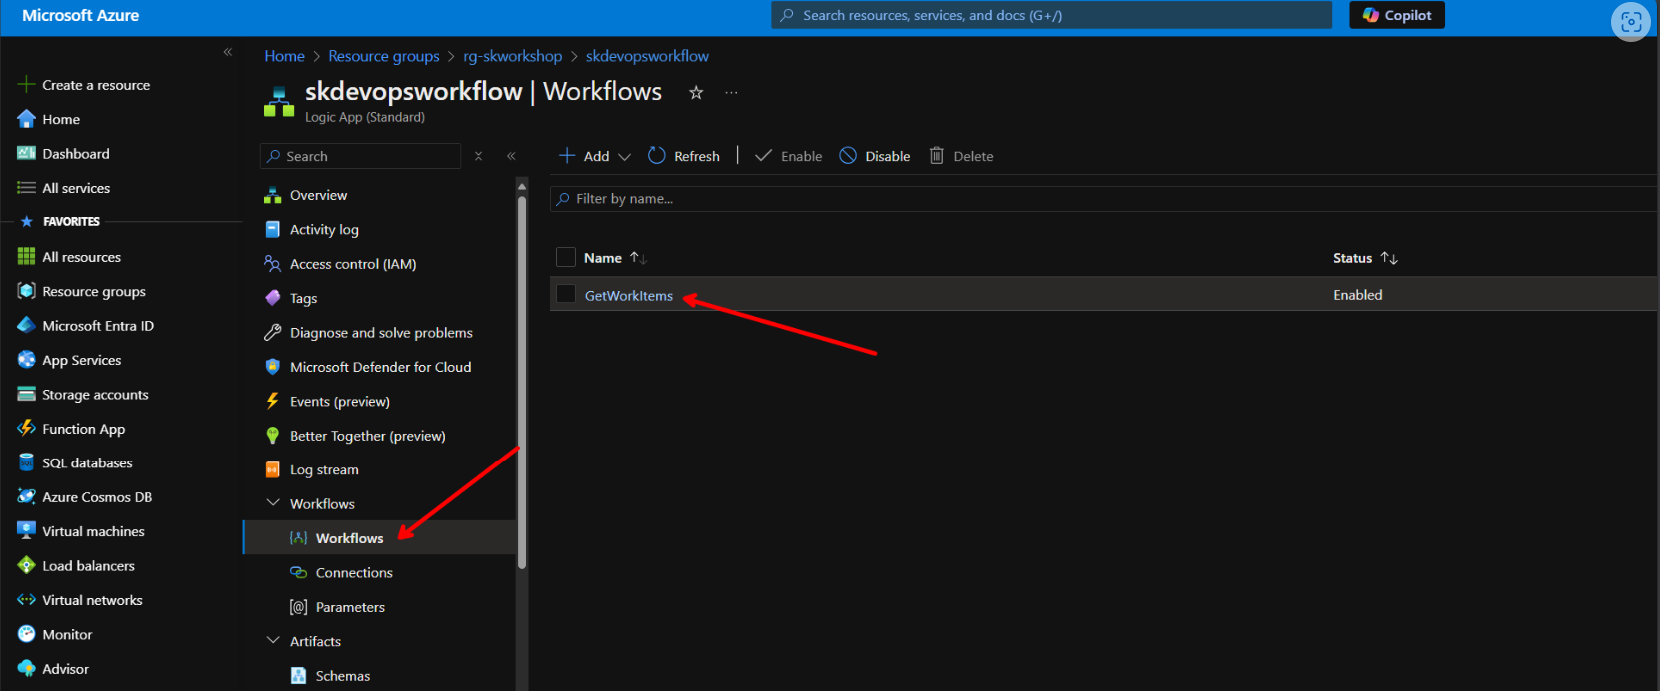 Microsoft Azure
Search resources, services, and docs (G+/)
Copilot
Create a resource
Home
Dashboard
All services
FAVORITES
All resources
Resource groups
Microsoft Entra ID
App Services
Storage accounts
Function App
SQL databases
Azure Cosmos DB
Virtual machines
Load balancers
Virtual networks
Monitor
Advisor
Home > Resource groups > rg-skworkshop > skdevopsworkflow
skdevopsworkflow | Workflows
Logic App (Standard)
Search
Overview
Activity log
Access control (IAM)
Tags
Diagnose and solve problems
Microsoft Defender for Cloud
Events (preview)
Better Together (preview)
Log stream
Workflows
Workflows
Connections
Parameters
Artifacts
Schemas
Add Refresh | Enable Disable Delete
Filter by name...
Name Status
GetWorkItems Enabled